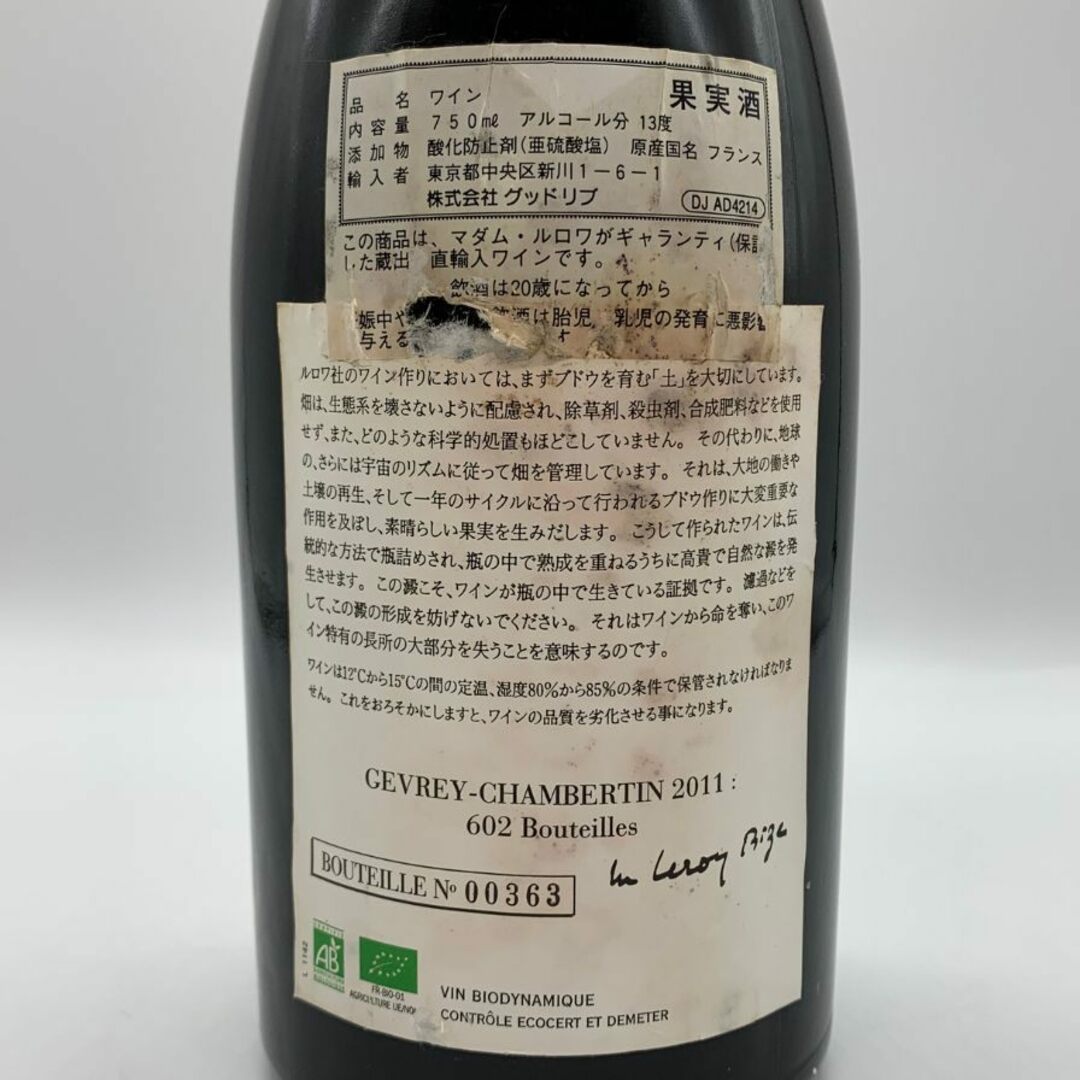 品名 ワイン 果実酒
内容量 750㎖ アルコール分 13度
添加物 酸化防止剤(亜硫酸塩) 原産国名 フランス
輸入者 東京都中央区新川1-6-1
株式会社 グッドリブ DJ AD4214
この商品は、マダム・ルロワがギャランティ(保
した蔵出 直輸入ワインです。
飲酒は20歳になってから
娠中や 飲酒は胎児, 乳児の発育に悪影
与える す
ルロワ社のワイン作りにおいては、まずブドウを育む「土」を大切にしています。
畑は、生態系を壊さないように配慮され、除草剤、殺虫剤、合成肥料などを使用
せず、また、どのような科学的処置もほどこしていません。 その代わりに、地球
の、さらには宇宙のリズムに従って畑を管理しています。 それは、大地の働きや
土壌の再生、そして一年のサイクルに沿って行われるブドウ作りに大変重要な
作用を及ぼし、素晴らしい果実を生みだします。 こうして作られたワインは、伝
統的な方法で瓶詰めされ、瓶の中で熟成を重ねるうちに高貴で自然な澱を発
生させます。 この澱こそ、ワインが瓶の中で生きている証拠です。 濾過などを
して、この澱の形成を妨げないでください。 それはワインから命を奪い、このワ
イン特有の長所の大部分を失うことを意味するのです。
ワインは12℃から15℃の間の定温、湿度80%から85%の条件で保管されなければなりま
せん。 これをおろそかにしますと、ワインの品質を劣化させる事になります。
GEVREY-CHAMBERTIN 2011 :
602 Bouteilles
BOUTEILLE Nº 00363
Leroy Bize
L 1142
AB
FR-BIO-01
AGRICULTURE UE/NO
VIN BIODYNAMIQUE
CONTRÔLE ECOCERT ET DEMETER